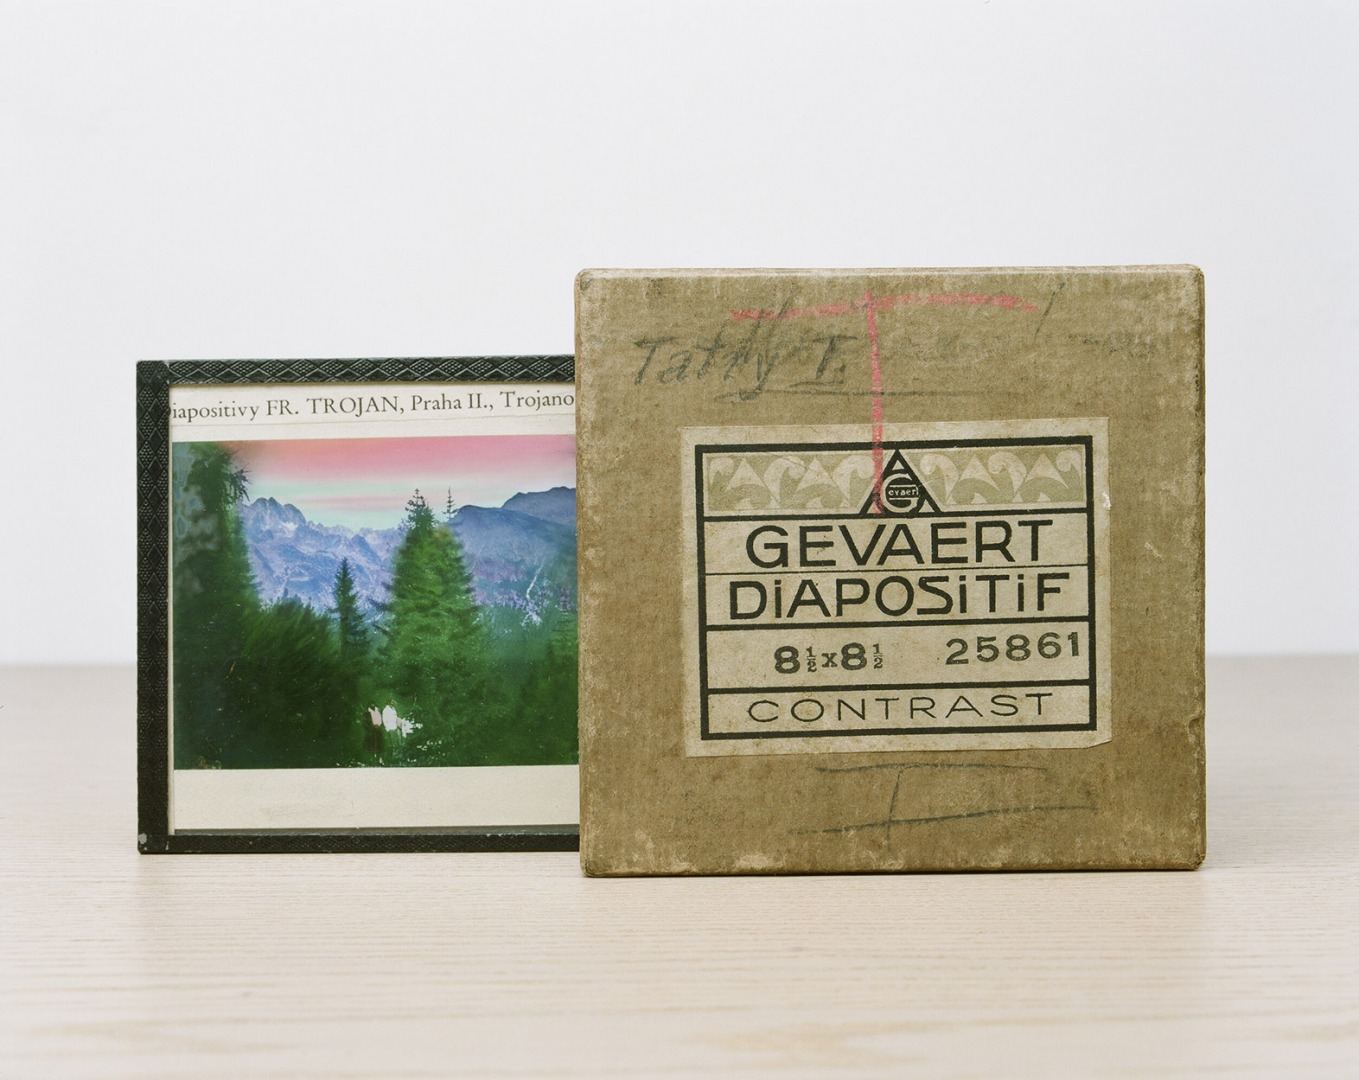 iapositivy FR. TROJAN, Praha II., Trojano
Tatry I.
Gevaert
GEVAERT
DiAPOSiTiF
8½x8½ 25861
CONTRAST
I